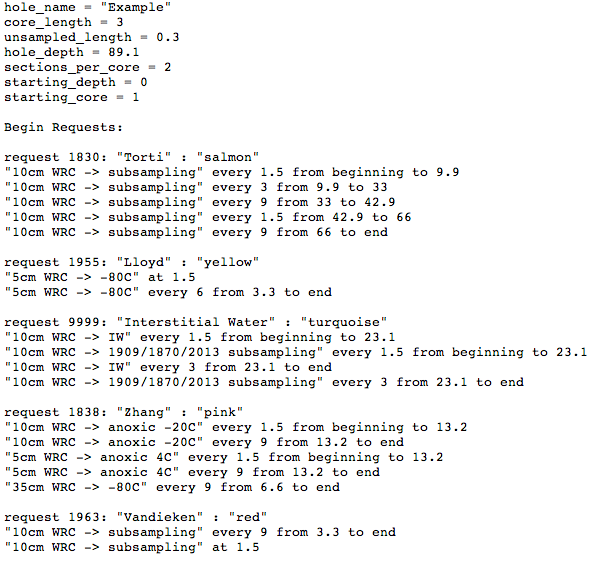 hole_name = "Example"
core_length = 3
unsampled_length = 0.3
hole_depth = 89.1
sections_per_core = 2
starting_depth = 0
starting_core = 1
Begin Requests:
request 1830: "Torti" : "salmon"
"10cm WRC -> subsampling" every 1.5 from beginning to 9.9
"10cm WRC -> subsampling" every 3 from 9.9 to 33
"10cm WRC -> subsampling" every 9 from 33 to 42.9
"10cm WRC -> subsampling" every 1.5 from 42.9 to 66
"10cm WRC -> subsampling" every 9 from 66 to end
request 1955: "Lloyd" : "yellow"
"5cm WRC -> -80C" at 1.5
"5cm WRC -> -80C" every 6 from 3.3 to end
request 9999: "Interstitial Water" : "turquoise"
"10cm WRC -> IW" every 1.5 from beginning to 23.1
"10cm WRC -> 1909/1870/2013 subsampling" every 1.5 from beginning to 23.1
"10cm WRC -> IW" every 3 from 23.1 to end
"10cm WRC -> 1909/1870/2013 subsampling" every 3 from 23.1 to end
request 1838: "Zhang" : "pink"
"10cm WRC -> anoxic -20C" every 1.5 from beginning to 13.2
"10cm WRC -> anoxic -20C" every 9 from 13.2 to end
"5cm WRC -> anoxic 4C" every 1.5 from beginning to 13.2
"5cm WRC -> anoxic 4C" every 9 from 13.2 to end
"35cm WRC -> -80C" every 9 from 6.6 to end
request 1963: "Vandieken" : "red"
"10cm WRC -> subsampling" every 9 from 3.3 to end
"10cm WRC -> subsampling" at 1.5